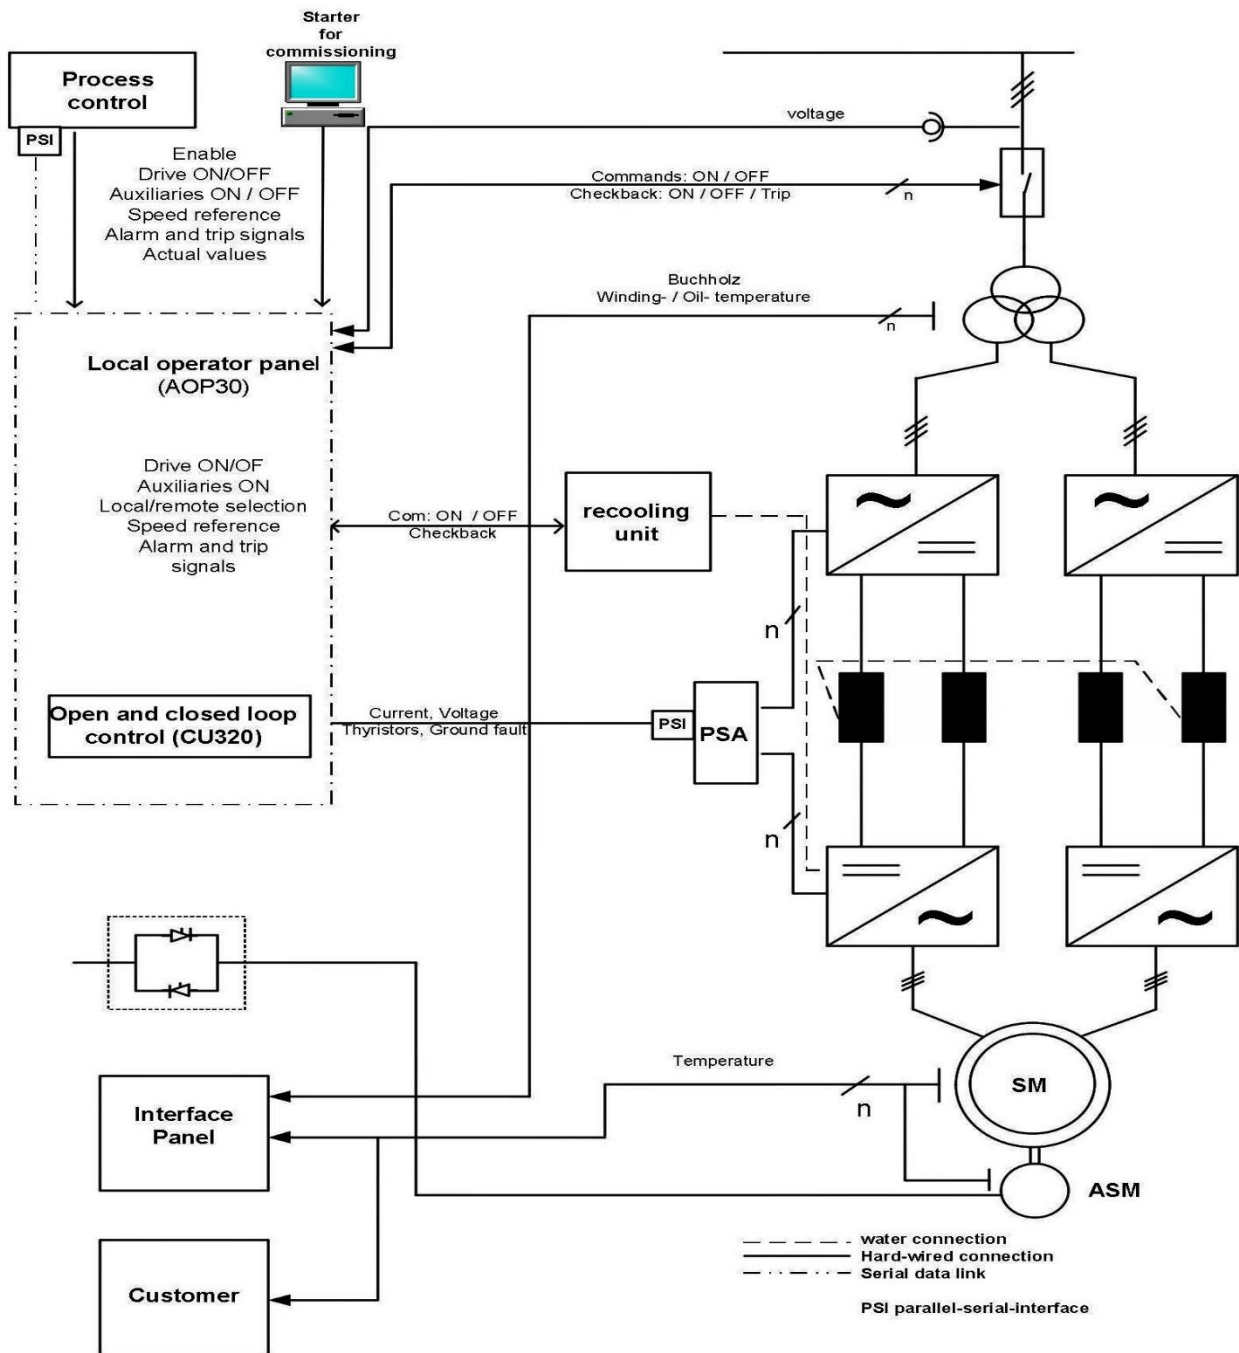 Starter
for
commissioning
Process
control
PSI
voltage
Enable
Drive ON/OFF
Auxiliaries ON / OFF
Speed reference
Alarm and trip signals
Actual values
Commands: ON / OFF
Checkback: ON / OFF / Trip
n
Buchholz
Winding- / Oil- temperature
n
Local operator panel
(AOP30)
Drive ON/OF
Auxiliaries ON
Local/remote selection
Speed reference
Alarm and trip
signals
Com: ON / OFF
Checkback
recooling
unit
n
Open and closed loop
control (CU320)
Current, Voltage
Thyristors, Ground fault
PSI
PSA
n
Temperature
n
SM
Interface
Panel
ASM
Customer
water connection
Hard-wired connection
Serial data link
PSI parallel-serial-interface